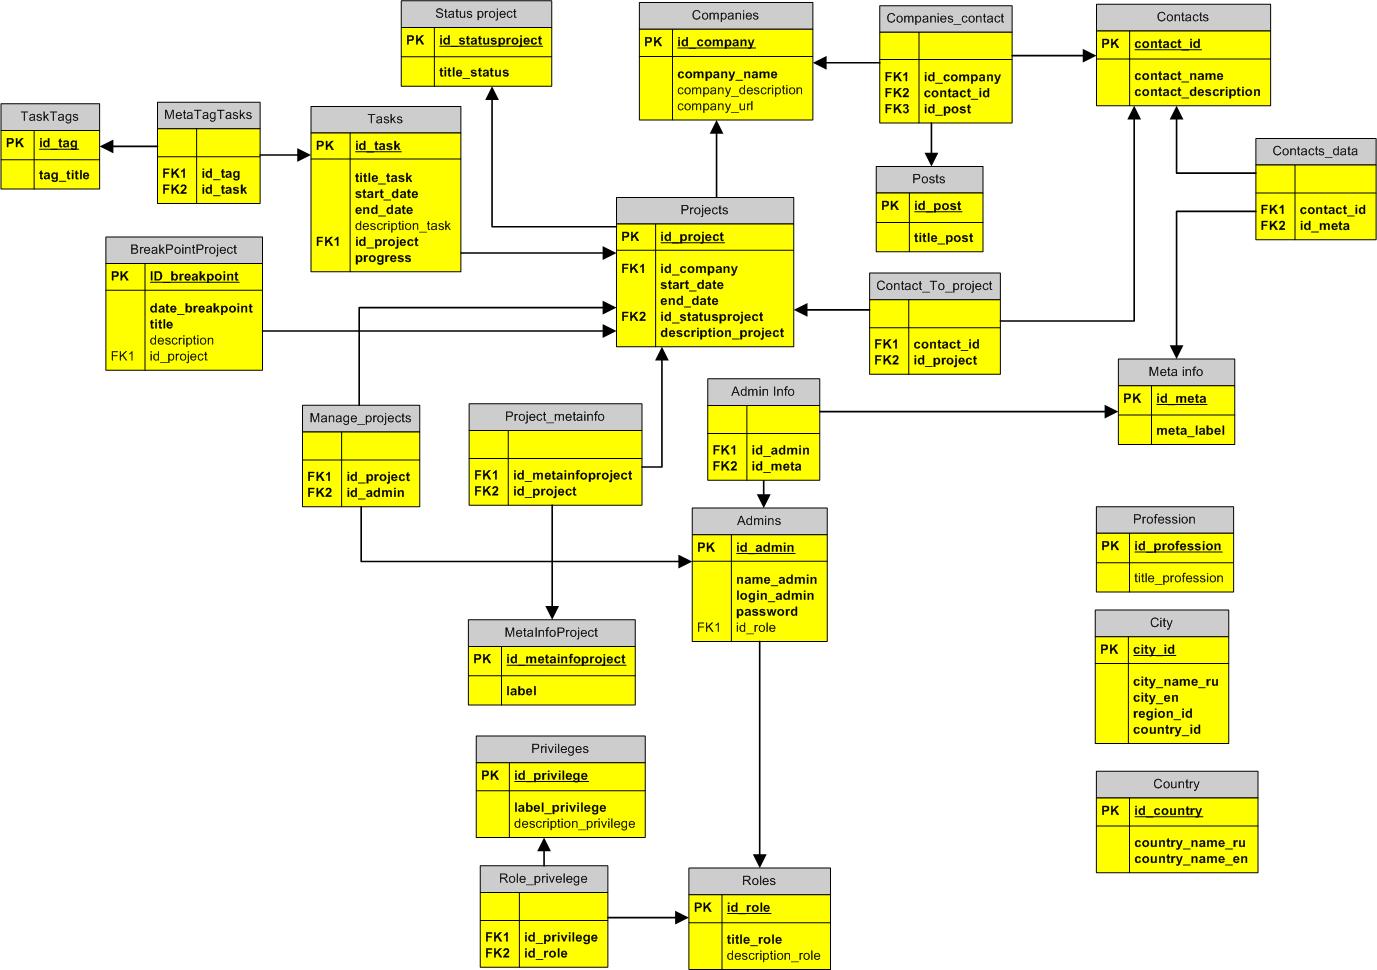 Status project
PK id_statusproject
title_status
Companies
PK id_company
company_name
company_description
company_url
Companies_contact
FK1 id_company
FK2 contact_id
FK3 id_post
Contacts
PK contact_id
contact_name
contact_description
TaskTags
PK id_tag
tag_title
MetaTagTasks
FK1 id_tag
FK2 id_task
Tasks
PK id_task
title_task
start_date
end_date
description_task
FK1 id_project
progress
Contacts_data
FK1 contact_id
FK2 id_meta
Posts
PK id_post
title_post
Projects
PK id_project
FK1 id_company
start_date
end_date
FK2 id_statusproject
description_project
BreakPointProject
PK ID_breakpoint
date_breakpoint
title
description
FK1 id_project
Contact_To_project
FK1 contact_id
FK2 id_project
Meta info
PK id_meta
meta_label
Manage_projects
FK1 id_project
FK2 id_admin
Project_metainfo
FK1 id_metainfoproject
FK2 id_project
Admin Info
FK1 id_admin
FK2 id_meta
Admins
PK id_admin
name_admin
login_admin
password
FK1 id_role
Profession
PK id_profession
title_profession
MetaInfoProject
PK id_metainfoproject
label
City
PK city_id
city_name_ru
city_en
region_id
country_id
Privileges
PK id_privilege
label_privilege
description_privilege
Country
PK id_country
country_name_ru
country_name_en
Role_privelege
FK1 id_privilege
FK2 id_role
Roles
PK id_role
title_role
description_role